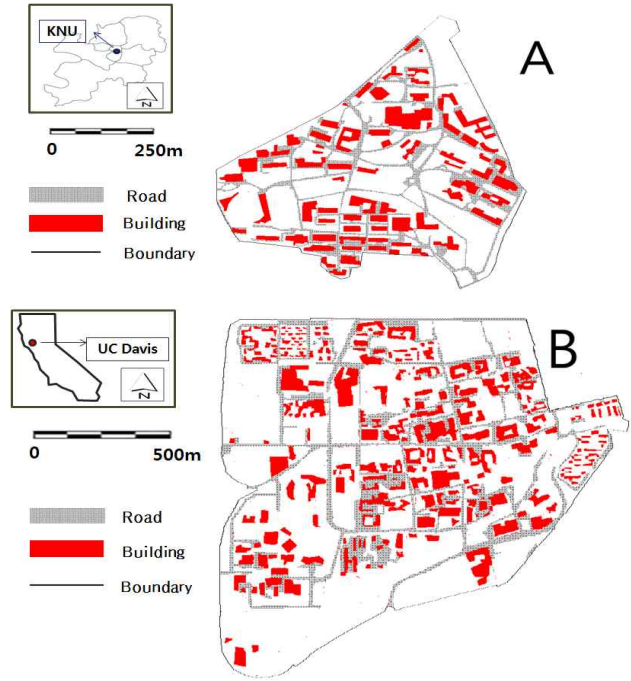 KNU
N
0 250m
Road
Building
Boundary
A
UC Davis
N
0 500m
Road
Building
Boundary
B